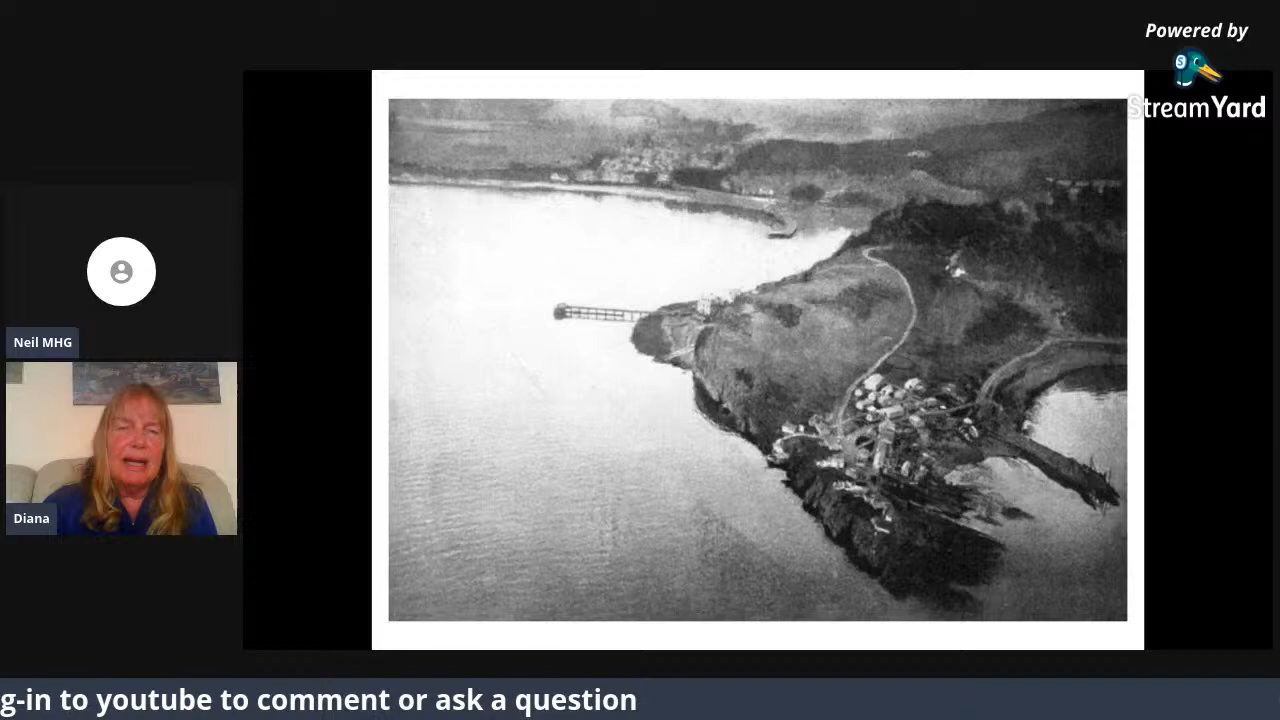 Powered by
StreamYard
Neil MHG
Diana
g-in to youtube to comment or ask a question